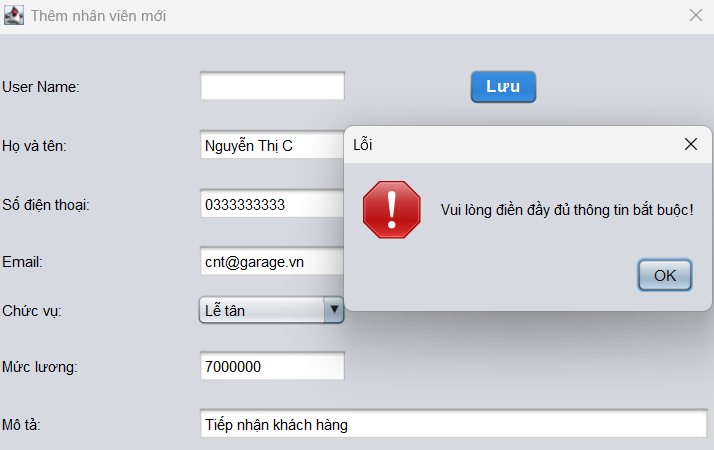 Thêm nhân viên mới
User Name:
Lưu
Họ và tên:
Nguyễn Thị C
Lỗi
Số điện thoại:
0333333333
Vui lòng điền đầy đủ thông tin bắt buộc!
Email:
cnt@garage.vn
OK
Chức vụ:
Lễ tân
Mức lương:
7000000
Mô tả:
Tiếp nhận khách hàng